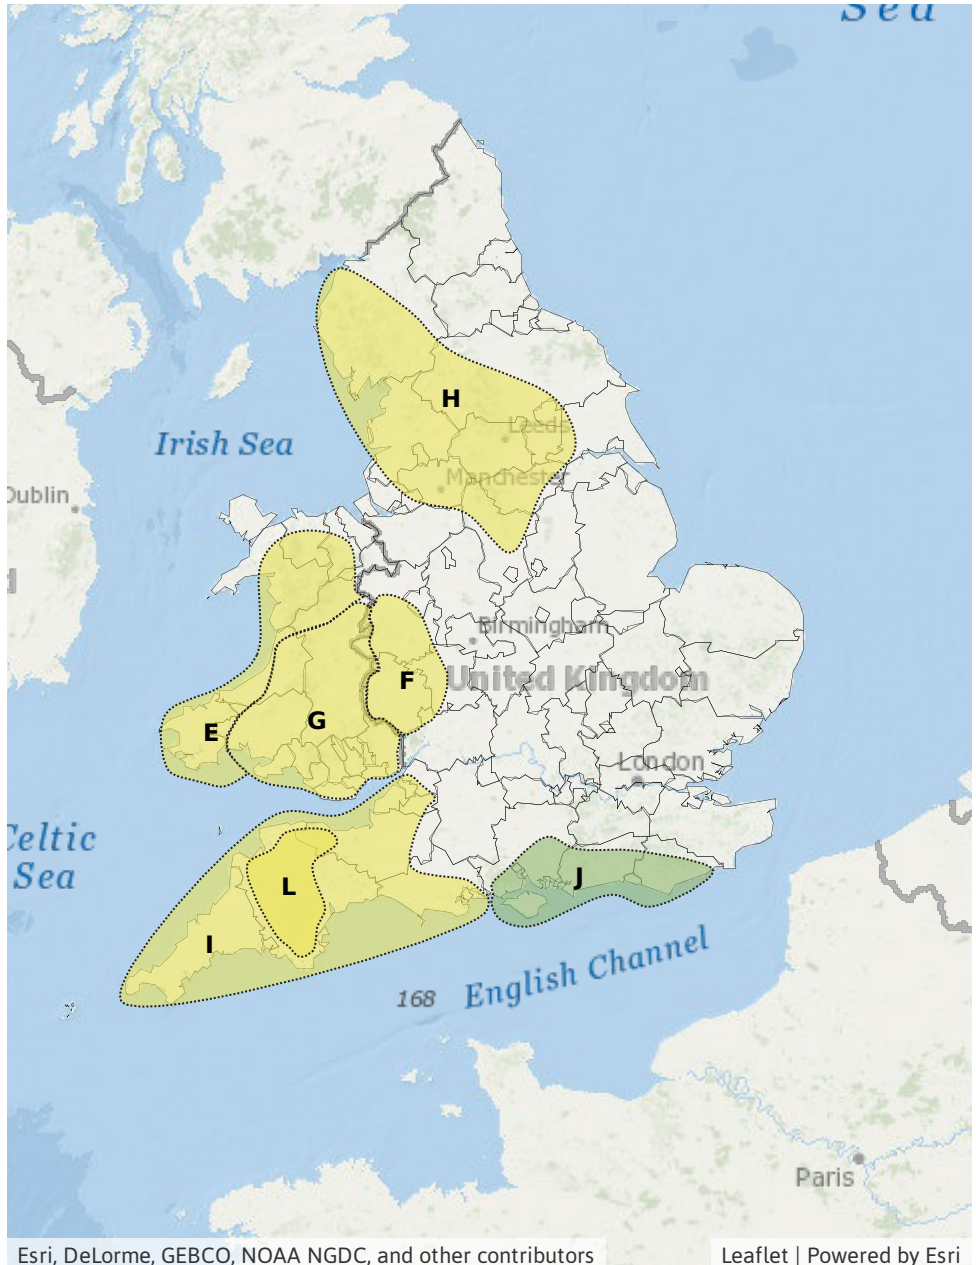 Sea
H
Leeds
Irish Sea
Manchester
Dublin
d
Birmingham
United Kingdom
F
G
E
London
Celtic
Sea
J
L
I
English Channel
168
Paris
Esri, DeLorme, GEBCO, NOAA NGDC, and other contributors
Leaflet | Powered by Esri